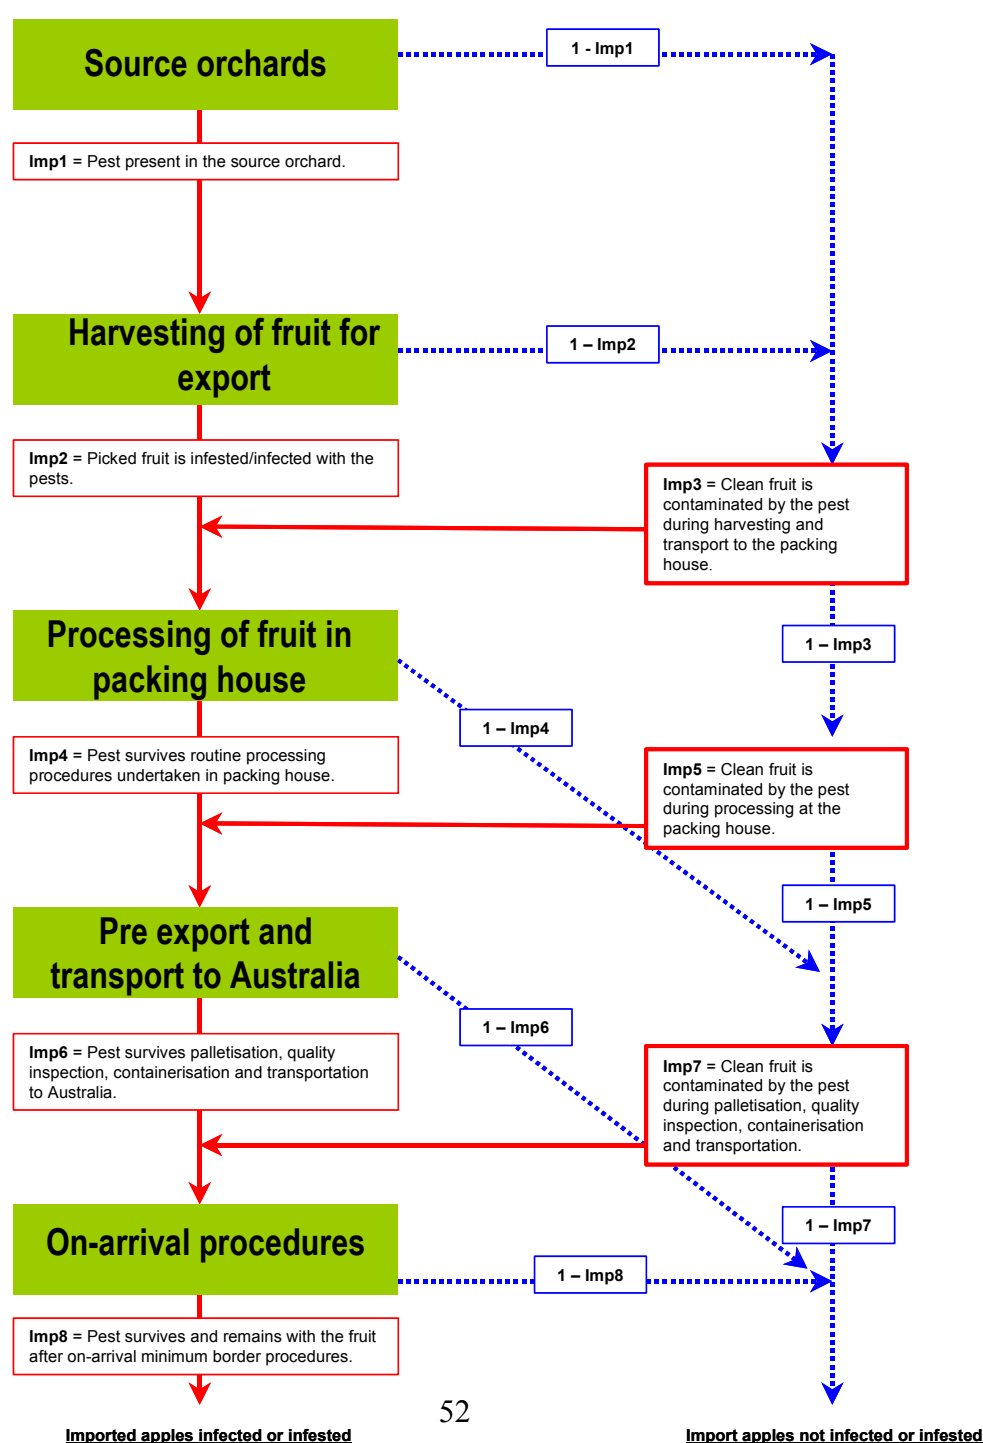 Source orchards
1 - Imp1
Imp1 = Pest present in the source orchard.
Harvesting of fruit for
export
1 – Imp2
Imp2 = Picked fruit is infested/infected with the
pests.
Imp3 = Clean fruit is
contaminated by the pest
during harvesting and
transport to the packing
house.
Processing of fruit in
packing house
1 – Imp3
1 – Imp4
Imp4 = Pest survives routine processing
procedures undertaken in packing house.
Imp5 = Clean fruit is
contaminated by the pest
during processing at the
packing house.
1 – Imp5
Pre export and
transport to Australia
1 – Imp6
Imp6 = Pest survives palletisation, quality
inspection, containerisation and transportation
to Australia.
Imp7 = Clean fruit is
contaminated by the pest
during palletisation, quality
inspection, containerisation
and transportation.
1 – Imp7
On-arrival procedures
1 – Imp8
Imp8 = Pest survives and remains with the fruit
after on-arrival minimum border procedures.
52
Imported apples infected or infested
Import apples not infected or infested